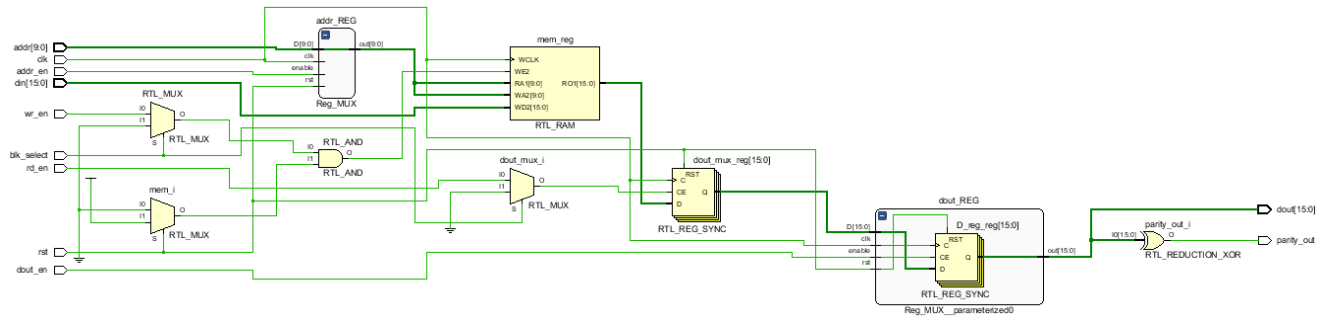 addr[9:0]
clk
addr_en
din[15:0]
wr_en
blk_select
rd_en
rst
dout_en
addr_REG
D[9:0]
out[9:0]
clk
enable
rst
Reg_MUX
RTL_MUX
I0
I1
O
S
RTL_MUX
mem_i
I0
I1
O
S
RTL_MUX
RTL_AND
I0
I1
O
RTL_AND
mem_reg
WCLK
WE2
RA1[9:0]
RO1[15:0]
WA2[9:0]
WD2[15:0]
RTL_RAM
dout_mux_i
I0
I1
O
S
RTL_MUX
dout_mux_reg[15:0]
RST
C
CE
Q
D
RTL_REG_SYNC
dout_REG
D[15:0]
clk
enable
rst
D_reg_reg[15:0]
RST
C
CE
Q
D
RTL_REG_SYNC
out[15:0]
Reg_MUX__parameterized0
parity_out_i
I0[15:0]
O
RTL_REDUCTION_XOR
dout[15:0]
parity_out